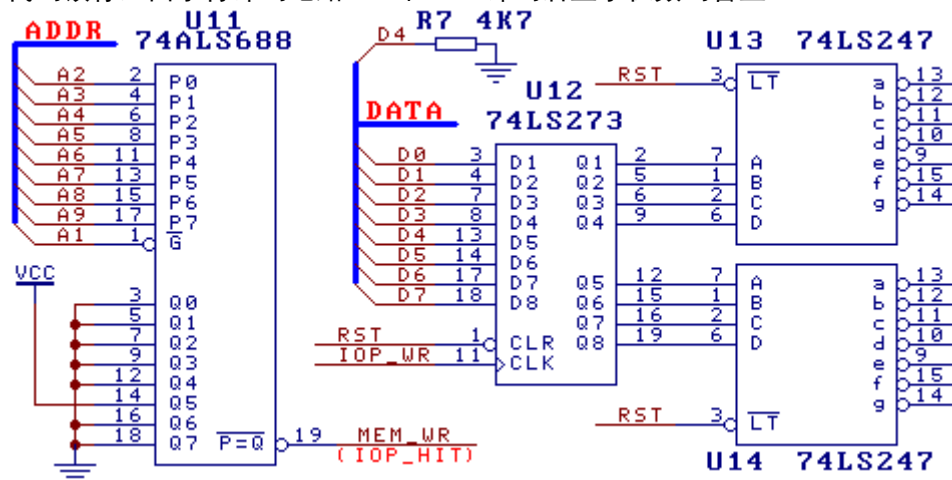 ADDR
U11
74ALS688
A2 2 P0
A3 4 P1
A4 6 P2
A5 8 P3
A6 11 P4
A7 13 P5
A8 15 P6
A9 17 P7
A1 1 G
VCC
3 Q0
5 Q1
7 Q2
9 Q3
12 Q4
14 Q5
16 Q6
18 Q7
P=Q 19 MEM_WR
(IOP_HIT)
D4
R7 4K7
DATA
U12
74LS273
D0 3 D1 Q1 2
D1 4 D2 Q2 5
D2 7 D3 Q3 6
D3 8 D4 Q4 9
D4 13 D5
D5 14 D6
D6 17 D7 Q5 12
D7 18 D8 Q6 15
Q7 16
Q8 19
RST 1 CLR
IOP_WR 11 CLK
U13 74LS247
RST 3 LT
a 13
b 12
c 11
d 10
7 A e 9
1 B f 15
2 C g 14
6 D
7 A a 13
1 B b 12
2 C c 11
6 D d 10
e 9
f 15
g 14
RST 3 LT
U14 74LS247